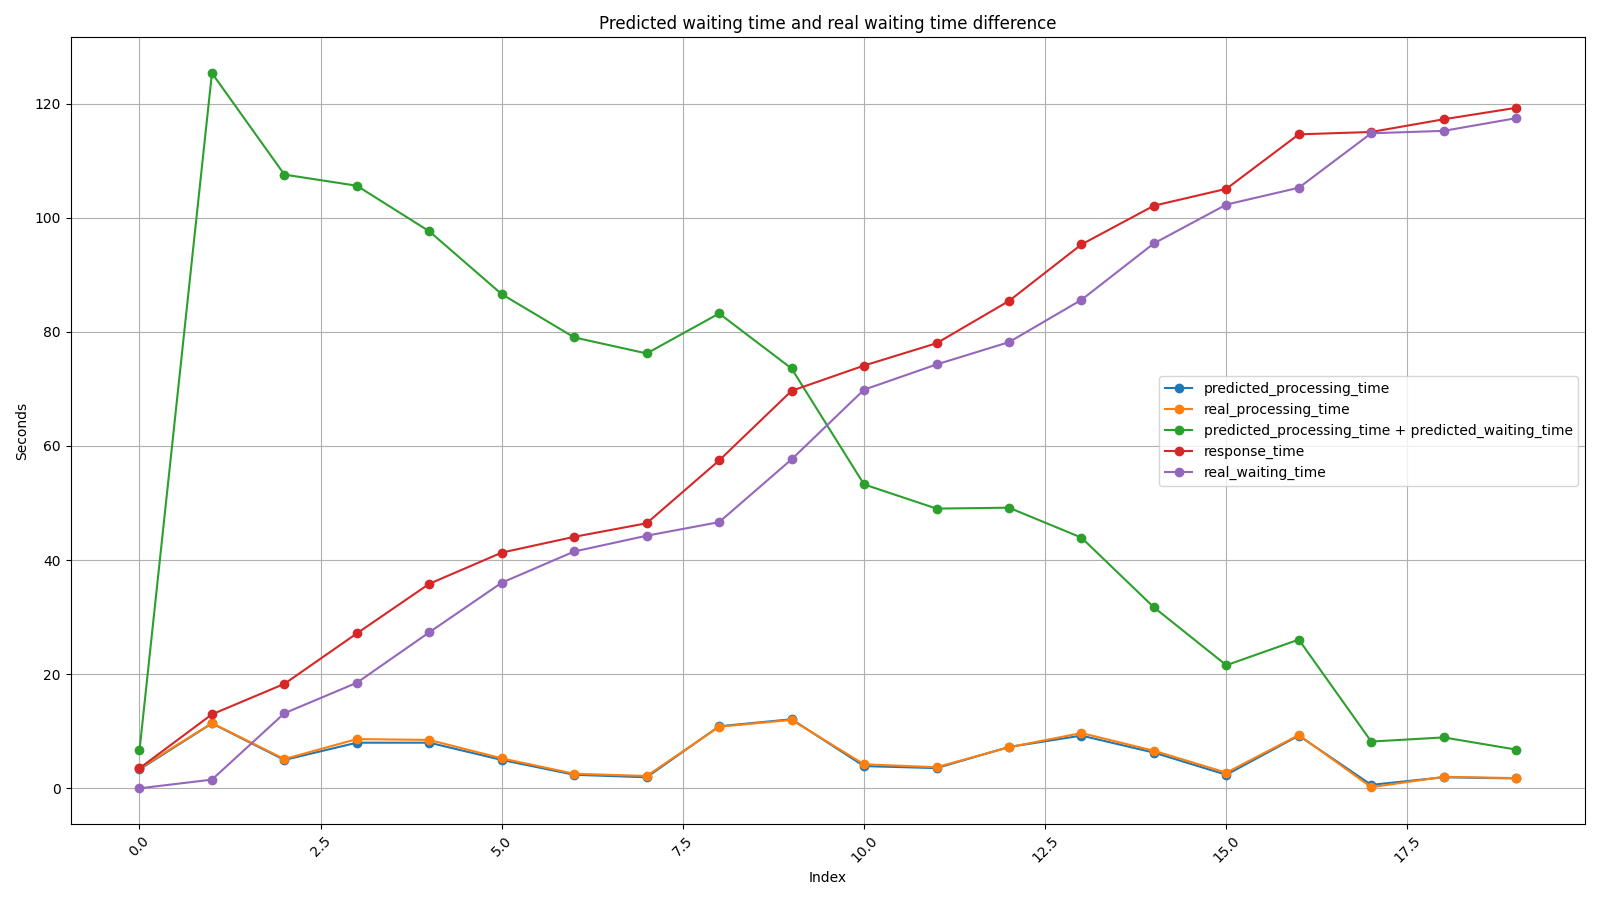 Predicted waiting time and real waiting time difference
Seconds
120
100
80
60
40
20
0
predicted_processing_time
real_processing_time
predicted_processing_time + predicted_waiting_time
response_time
real_waiting_time
0.0
2.5
5.0
7.5
10.0
12.5
15.0
17.5
Index